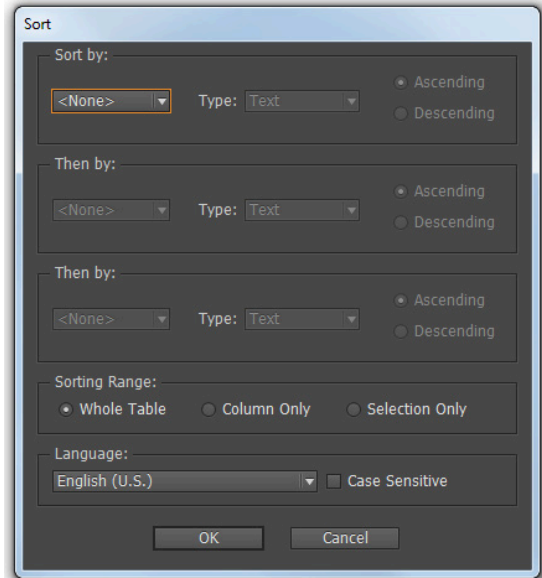 Sort
Sort by:
<None> Type: Text Ascending
Descending
Then by:
<None> Type: Text Ascending
Descending
Then by:
<None> Type: Text Ascending
Descending
Sorting Range:
Whole Table Column Only Selection Only
Language:
English (U.S.) Case Sensitive
OK Cancel